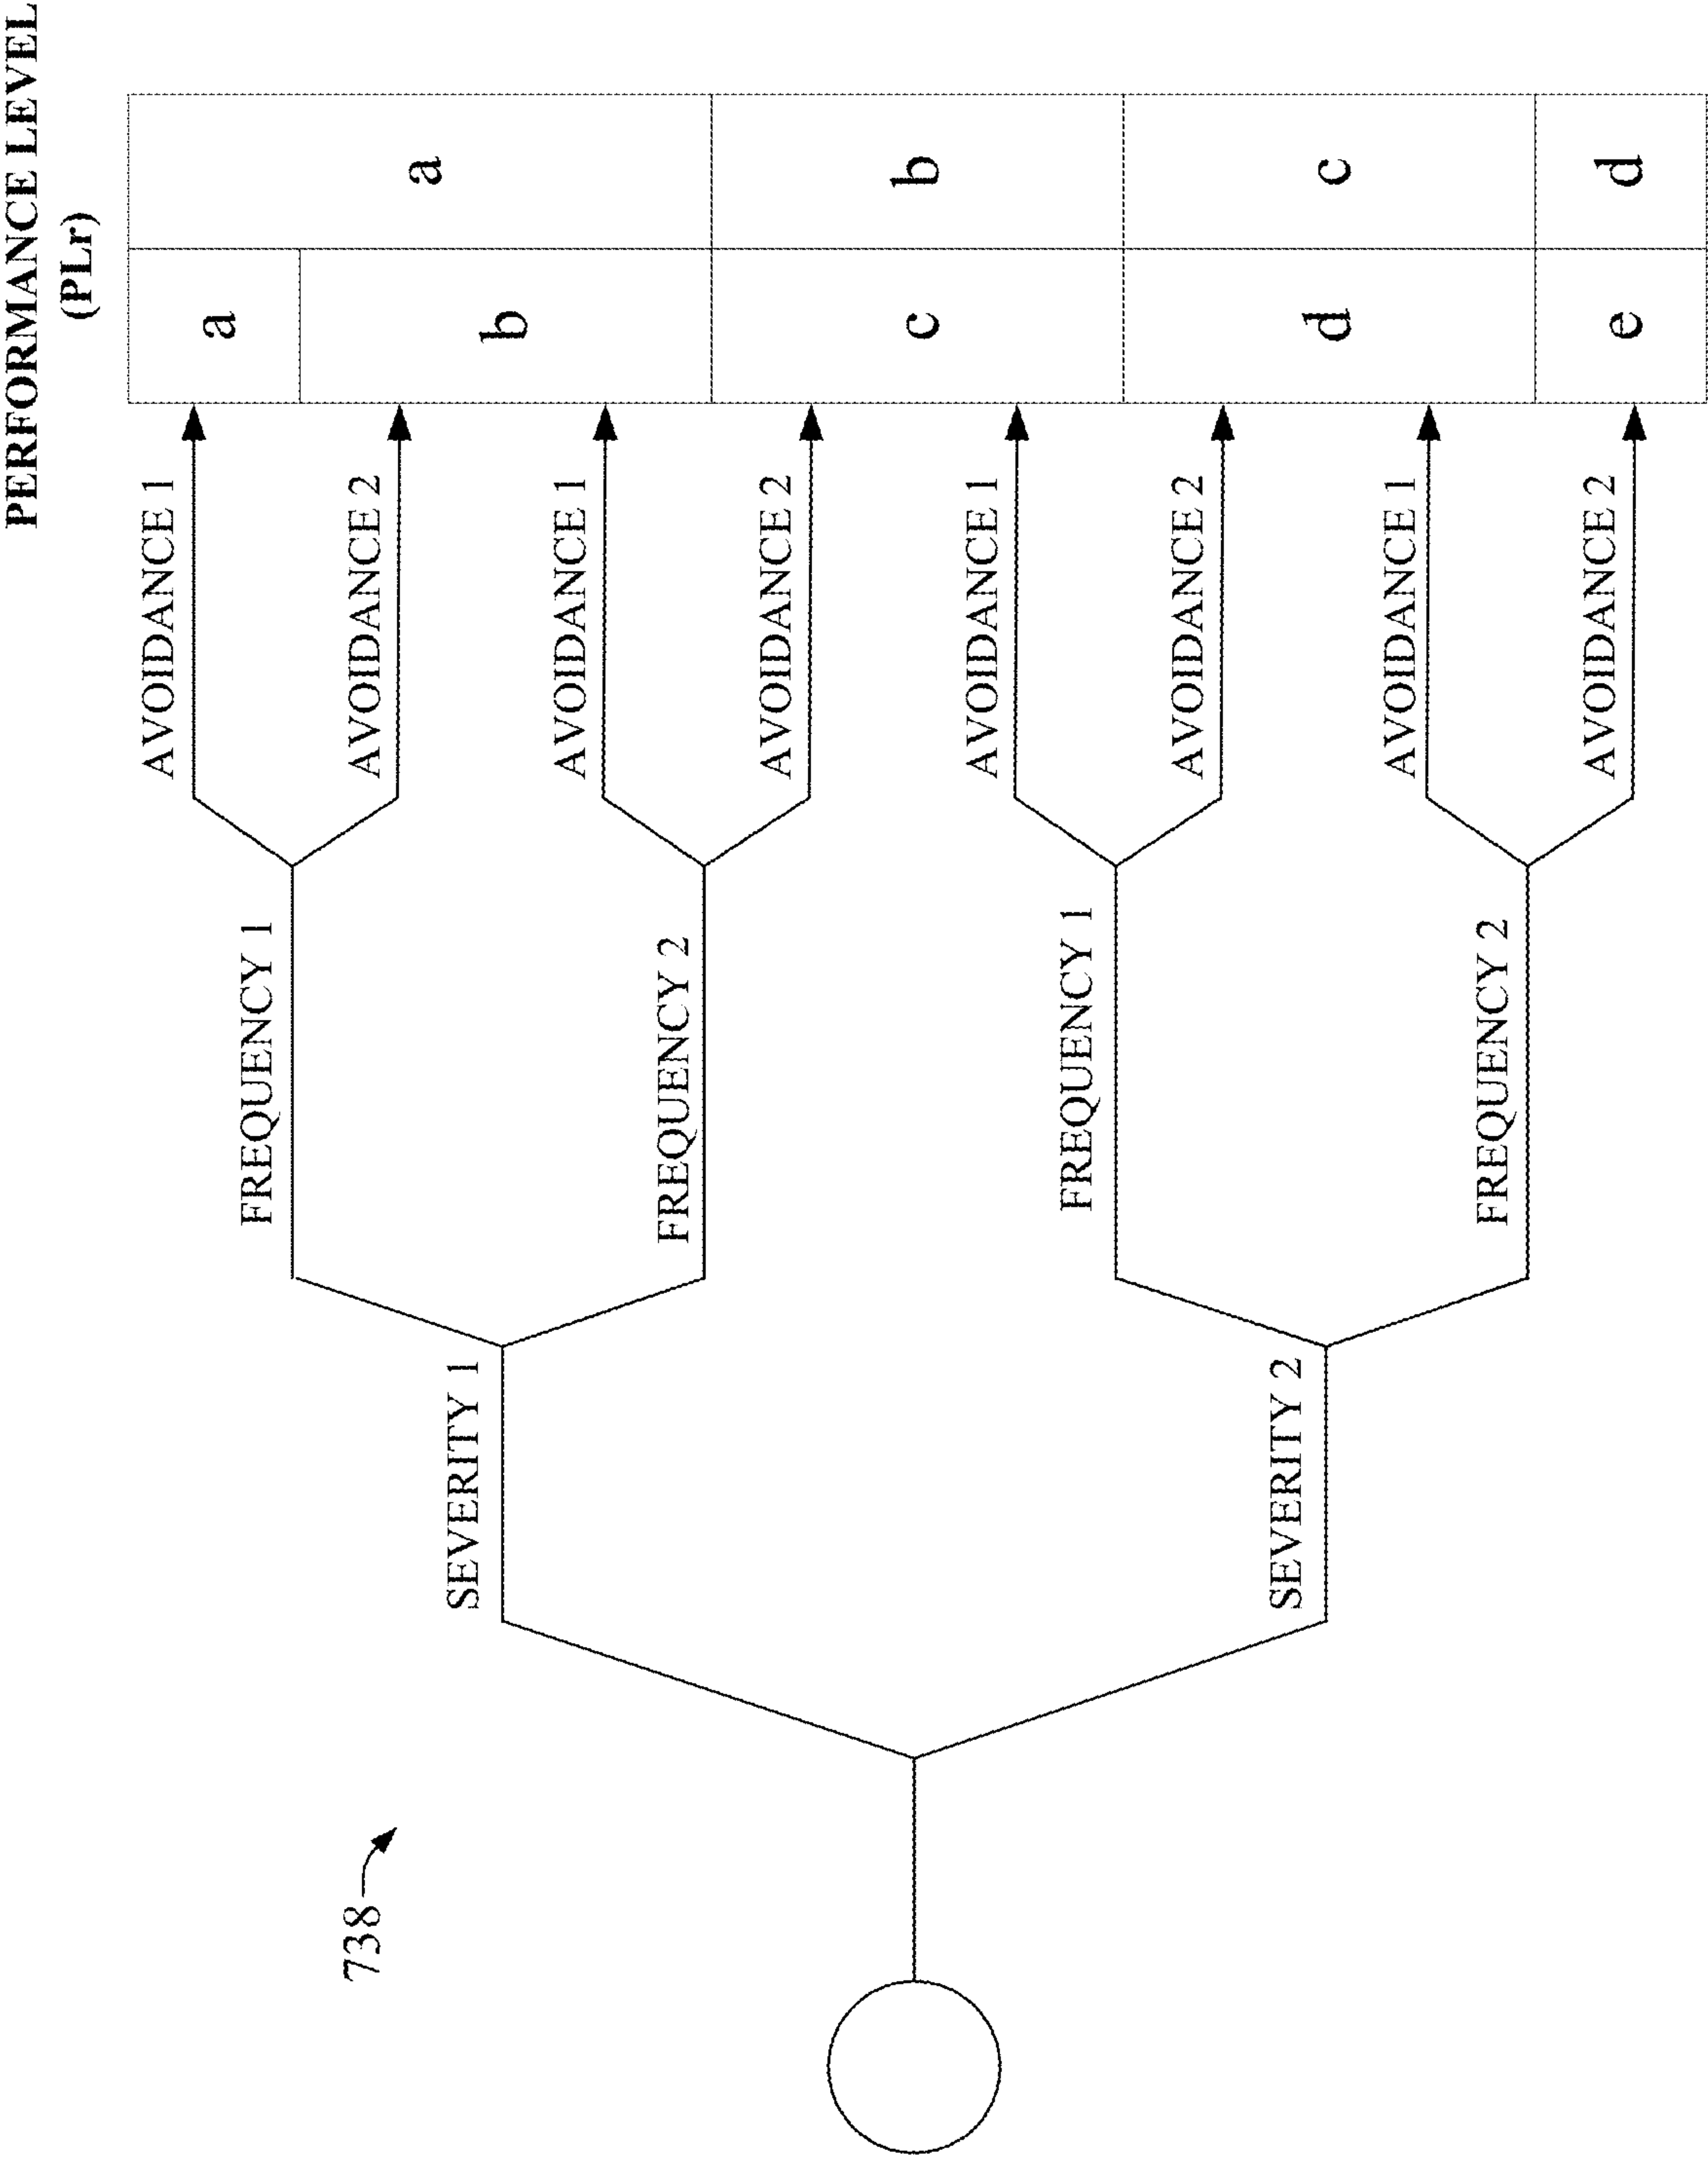 PERFORMANCE LEVEL
(PLr)
AVOIDANCE 1
a
a
FREQUENCY 1
AVOIDANCE 2
b
SEVERITY 1
AVOIDANCE 1
FREQUENCY 2
AVOIDANCE 2
c
b
738
AVOIDANCE 1
FREQUENCY 1
AVOIDANCE 2
d
c
SEVERITY 2
AVOIDANCE 1
FREQUENCY 2
AVOIDANCE 2
e
d